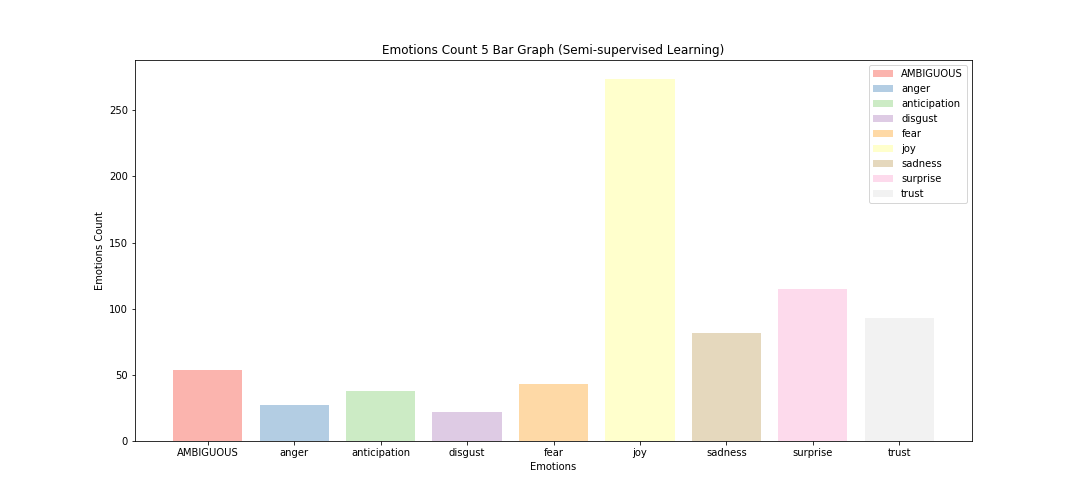 Emotions Count 5 Bar Graph (Semi-supervised Learning)
AMBIGUOUS
anger
anticipation
disgust
fear
joy
sadness
surprise
trust
Emotions Count
250
200
150
100
50
0
AMBIGUOUS anger anticipation disgust fear joy sadness surprise trust
Emotions